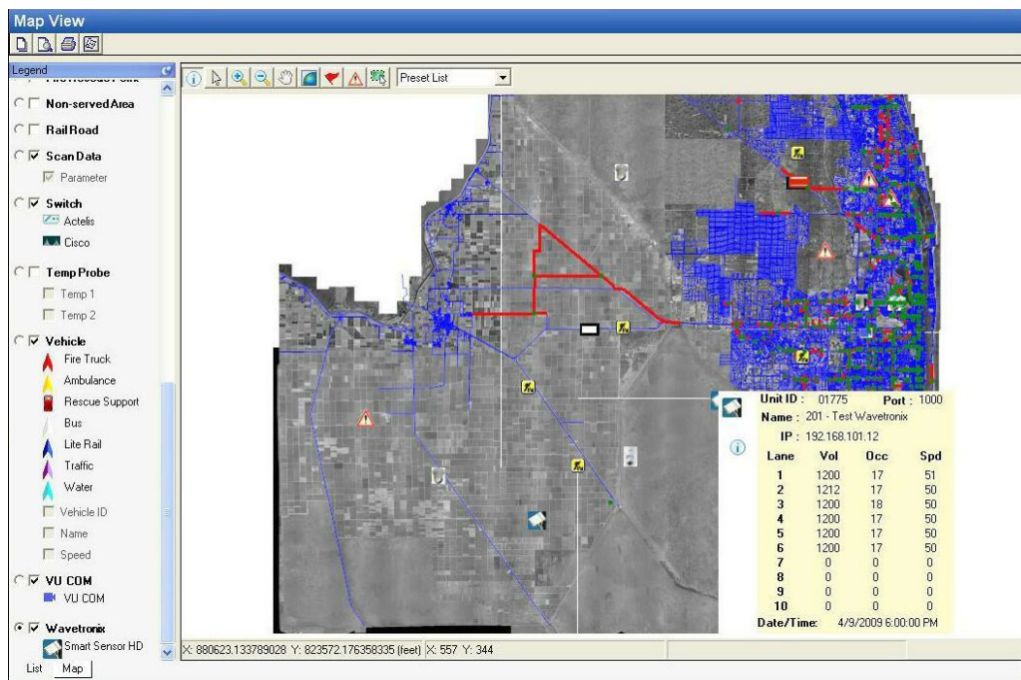 Map View
Legend
Preset List
Non-served Area
Rail Road
Scan Data
Parameter
Switch
Actelis
Cisco
Temp Probe
Temp 1
Temp 2
Vehicle
Fire Truck
Ambulance
Rescue Support
Bus
Lite Rail
Traffic
Water
Vehicle ID
Name
Speed
VU COM
VU COM
Wavetronix
Smart Sensor HD
List Map
Unit ID : 01775 Port : 1000
Name : 201 - Test Wavetronix
IP : 192.168.101.12
Lane Vol Occ Spd
1 1200 17 51
2 1212 17 50
3 1200 18 50
4 1200 17 50
5 1200 17 50
6 1200 17 50
7 0 0 0
8 0 0 0
9 0 0 0
10 0 0 0
Date/Time: 4/9/2009 6:00:00 PM
X: 880623.133789028 Y: 823572.176358335 (feet) X: 557 Y: 344